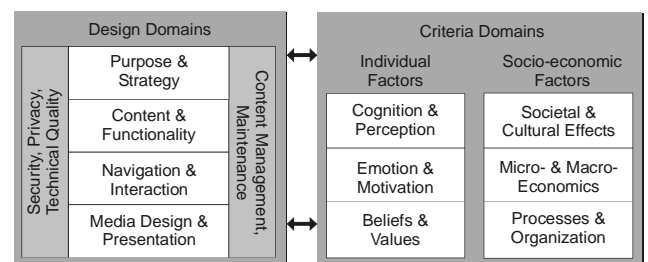 Design Domains
Security, Privacy,
Technical Quality
Purpose &
Strategy
Content &
Functionality
Navigation &
Interaction
Media Design &
Presentation
Content Management,
Maintenance
Criteria Domains
Individual
Factors
Cognition &
Perception
Emotion &
Motivation
Beliefs &
Values
Socio-economic
Factors
Societal &
Cultural Effects
Micro- & Macro-
Economics
Processes &
Organization